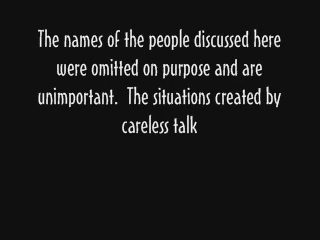 The names of the people discussed here
were omitted on purpose and are
unimportant.  The situations created by
careless talk